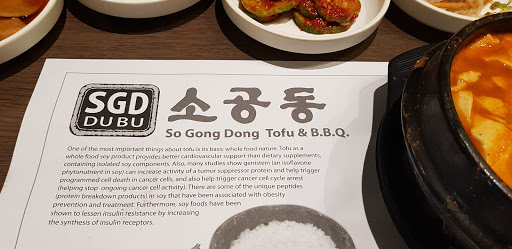 SGD
DUBU
소공동
So Gong Dong Tofu & B.B.Q.
One of the most important things about tofu is its basic whole food nature. Tofu as a
whole food soy product provides better cardiovascular support than dietary supplements,
containing isolated soy components. Also, many studies show genistein (an isoflavone
phytonutrient in soy) can increase activity of a tumor suppressor protein and help trigger
programmed cell death in cancer cells, and also help trigger cancer cell cycle arrest
(helping stop ongoing cancer cell activity). There are some of the unique peptides
(protein breakdown products) in soy that have been associated with obesity
prevention and treatment. Furthermore, soy foods have been
shown to lessen insulin resistance by increasing
the synthesis of insulin receptors.